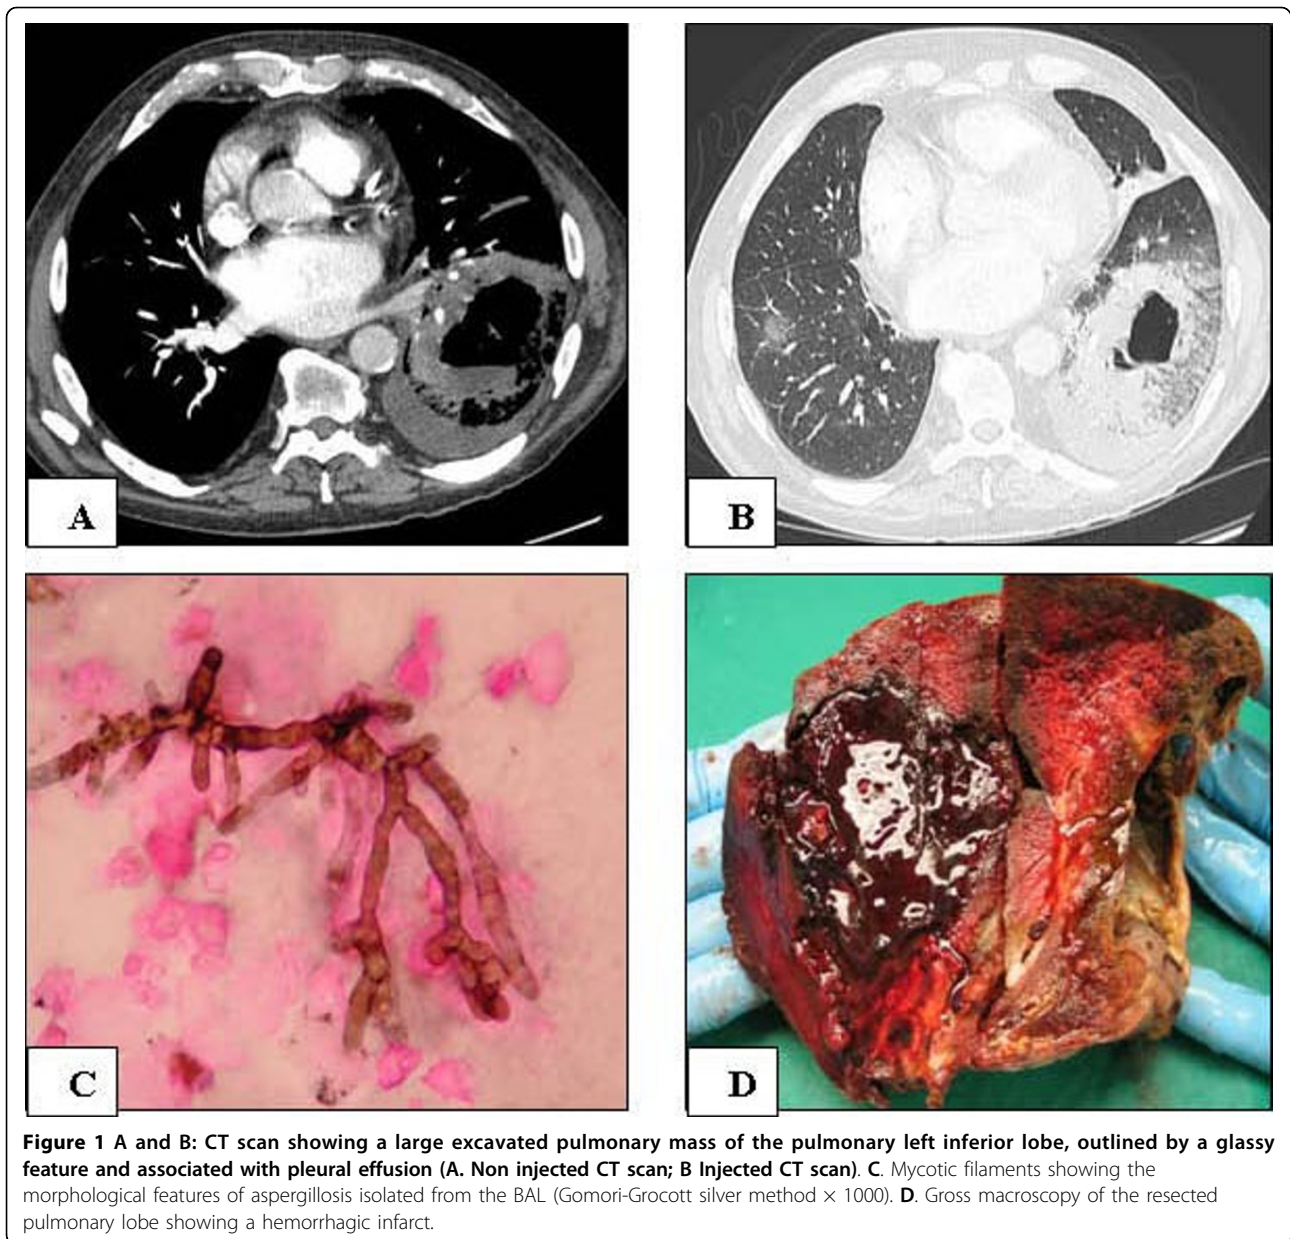 A
B
C
D
Figure 1 A and B: CT scan showing a large excavated pulmonary mass of the pulmonary left inferior lobe, outlined by a glassy
feature and associated with pleural effusion (A. Non injected CT scan; B Injected CT scan). C. Mycotic filaments showing the
morphological features of aspergillosis isolated from the BAL (Gomori-Grocott silver method × 1000). D. Gross macroscopy of the resected
pulmonary lobe showing a hemorrhagic infarct.